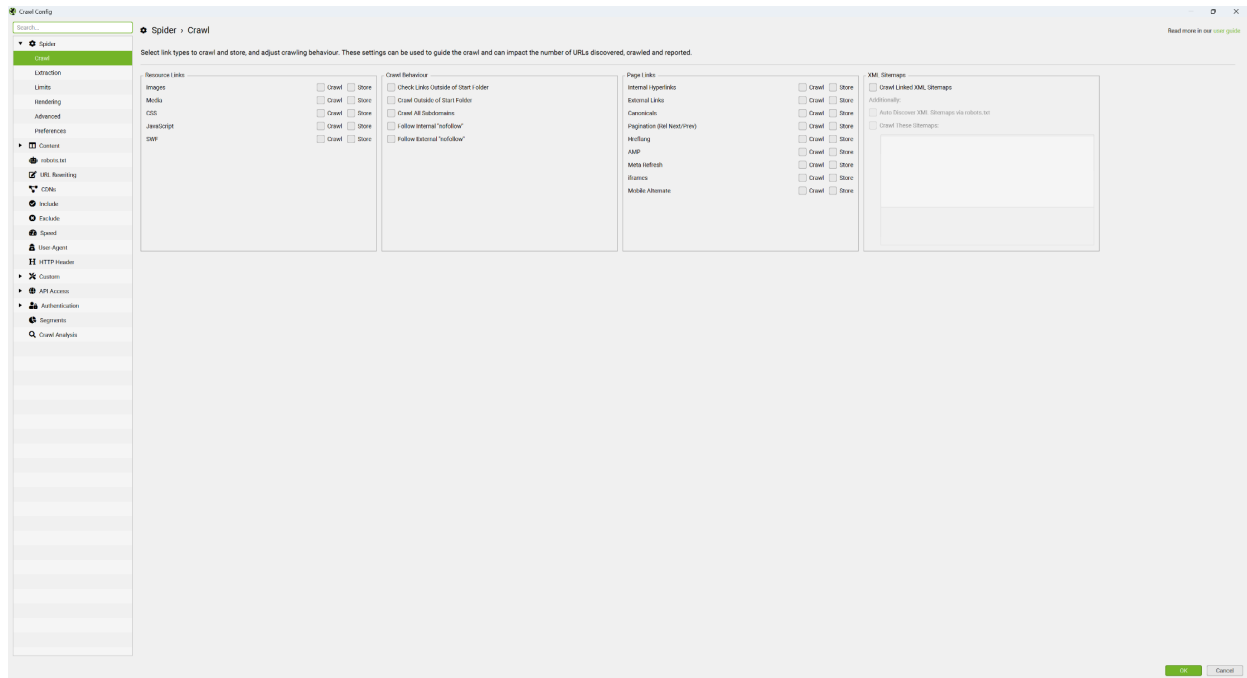 Crawl Config
Search...
Spider
Crawl
Extraction
Limits
Rendering
Advanced
Preferences
Content
robots.txt
URL Rewriting
CDNs
Include
Exclude
Speed
User-Agent
HTTP Header
Custom
API Access
Authentication
Segments
Crawl Analysis
Spider › Crawl
Read more in our user guide
Select link types to crawl and store, and adjust crawling behaviour. These settings can be used to guide the crawl and can impact the number of URLs discovered, crawled and reported.
Resource Links
Images Crawl Store
Media Crawl Store
CSS Crawl Store
JavaScript Crawl Store
SWF Crawl Store
Crawl Behaviour
Check Links Outside of Start Folder
Crawl Outside of Start Folder
Crawl All Subdomains
Follow Internal "nofollow"
Follow External "nofollow"
Page Links
Internal Hyperlinks Crawl Store
External Links Crawl Store
Canonicals Crawl Store
Pagination (Rel Next/Prev) Crawl Store
Hreflang Crawl Store
AMP Crawl Store
Meta Refresh Crawl Store
iframes Crawl Store
Mobile Alternate Crawl Store
XML Sitemaps
Crawl Linked XML Sitemaps
Additionally:
Auto Discover XML Sitemaps via robots.txt
Crawl These Sitemaps:
OK
Cancel